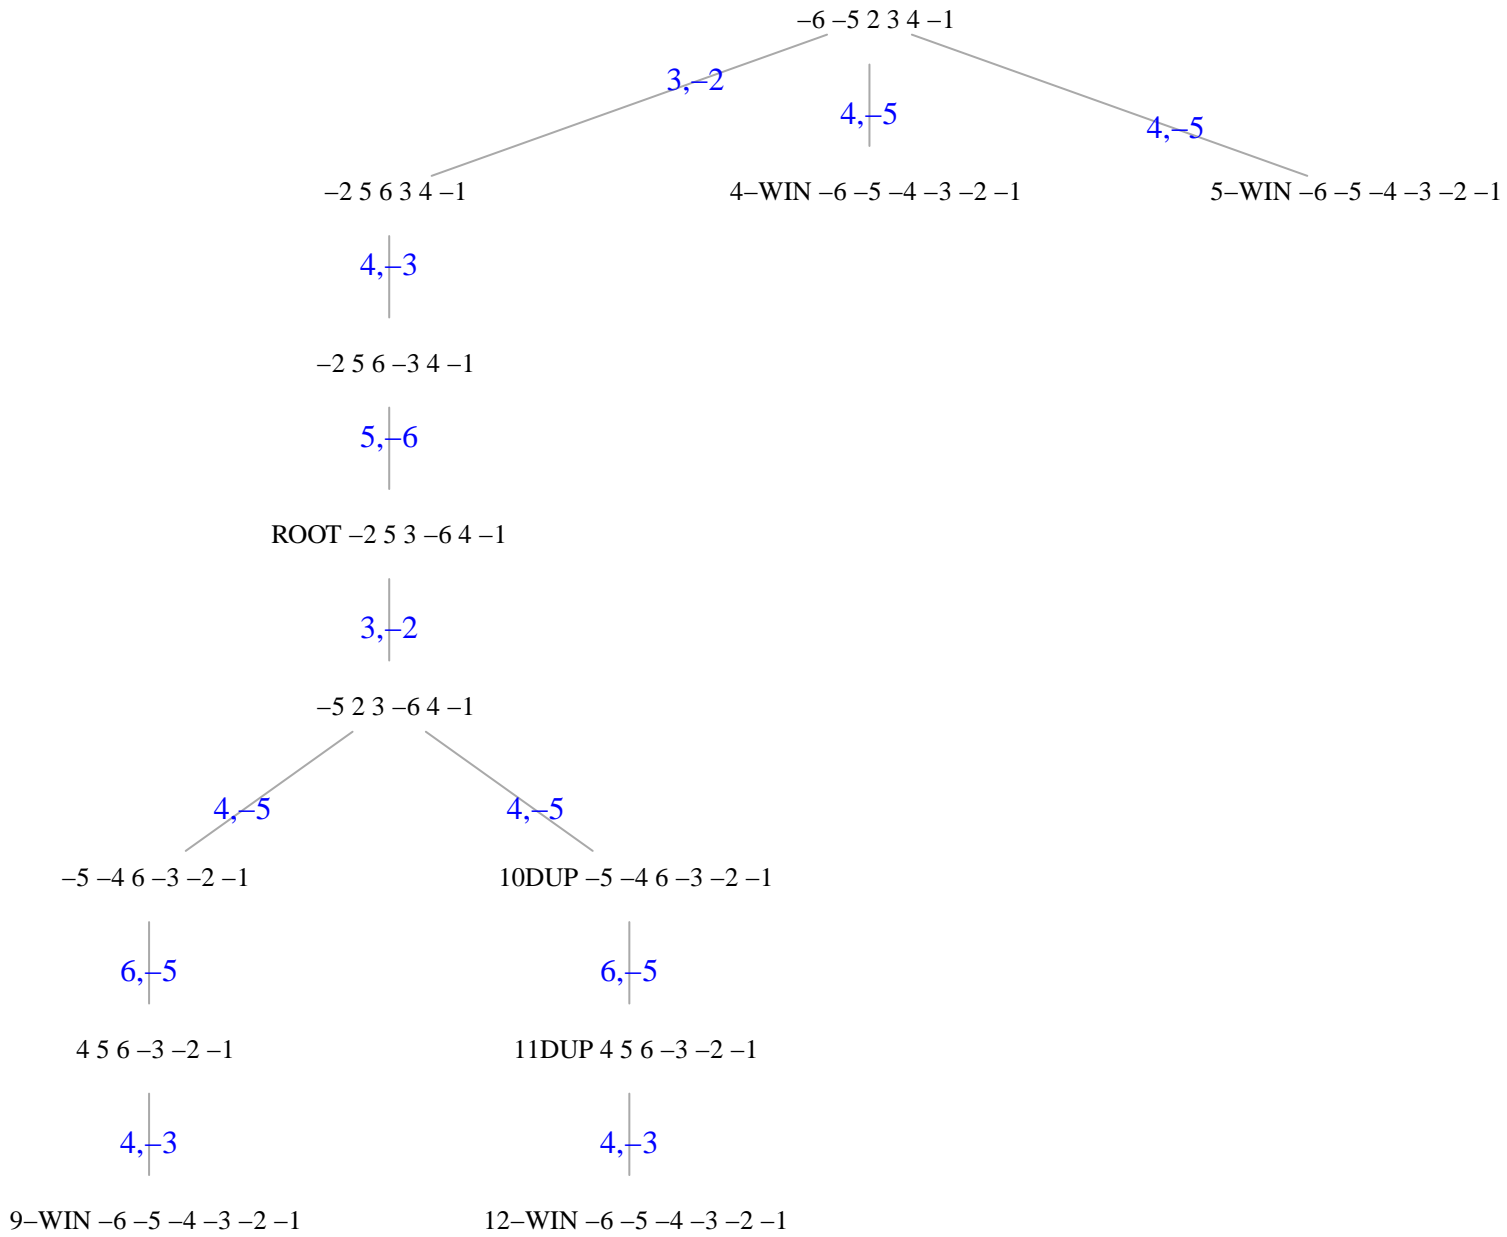 –6 –5 2 3 4 –1
3,–2
4,–5
4,–5
–2 5 6 3 4 –1
4–WIN –6 –5 –4 –3 –2 –1
5–WIN –6 –5 –4 –3 –2 –1
4,–3
–2 5 6 –3 4 –1
5,–6
ROOT –2 5 3 –6 4 –1
3,–2
–5 2 3 –6 4 –1
4,–5
4,–5
–5 –4 6 –3 –2 –1
10DUP –5 –4 6 –3 –2 –1
6,–5
6,–5
4 5 6 –3 –2 –1
11DUP 4 5 6 –3 –2 –1
4,–3
4,–3
9–WIN –6 –5 –4 –3 –2 –1
12–WIN –6 –5 –4 –3 –2 –1